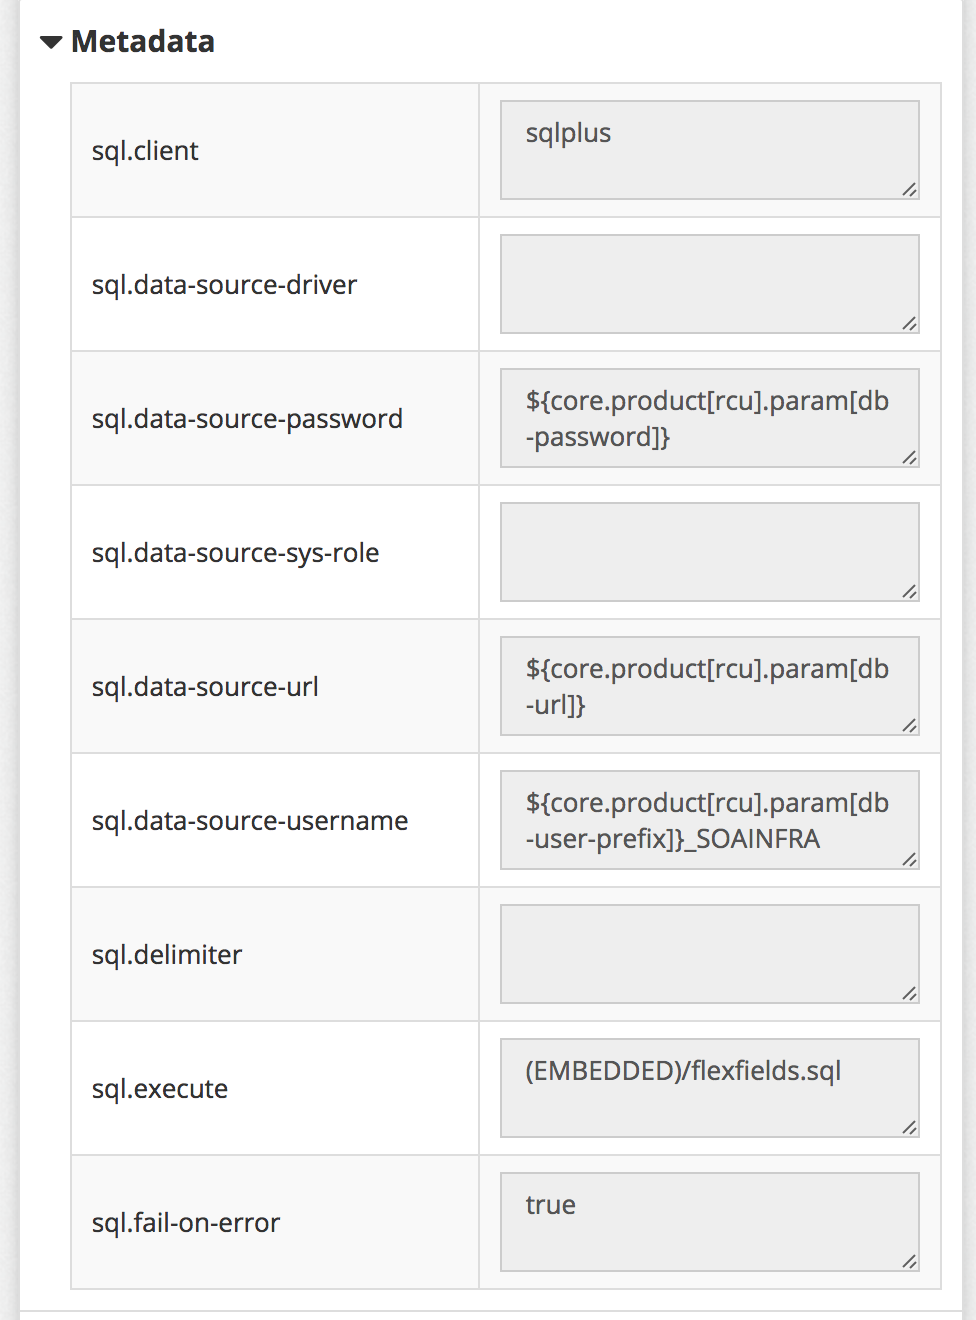 Metadata
sql.client
sqlplus
sql.data-source-driver
sql.data-source-password
${core.product[rcu].param[db
-password]}
sql.data-source-sys-role
sql.data-source-url
${core.product[rcu].param[db
-url]}
sql.data-source-username
${core.product[rcu].param[db
-user-prefix]}_SOAINFRA
sql.delimiter
sql.execute
(EMBEDDED)/flexfields.sql
sql.fail-on-error
true